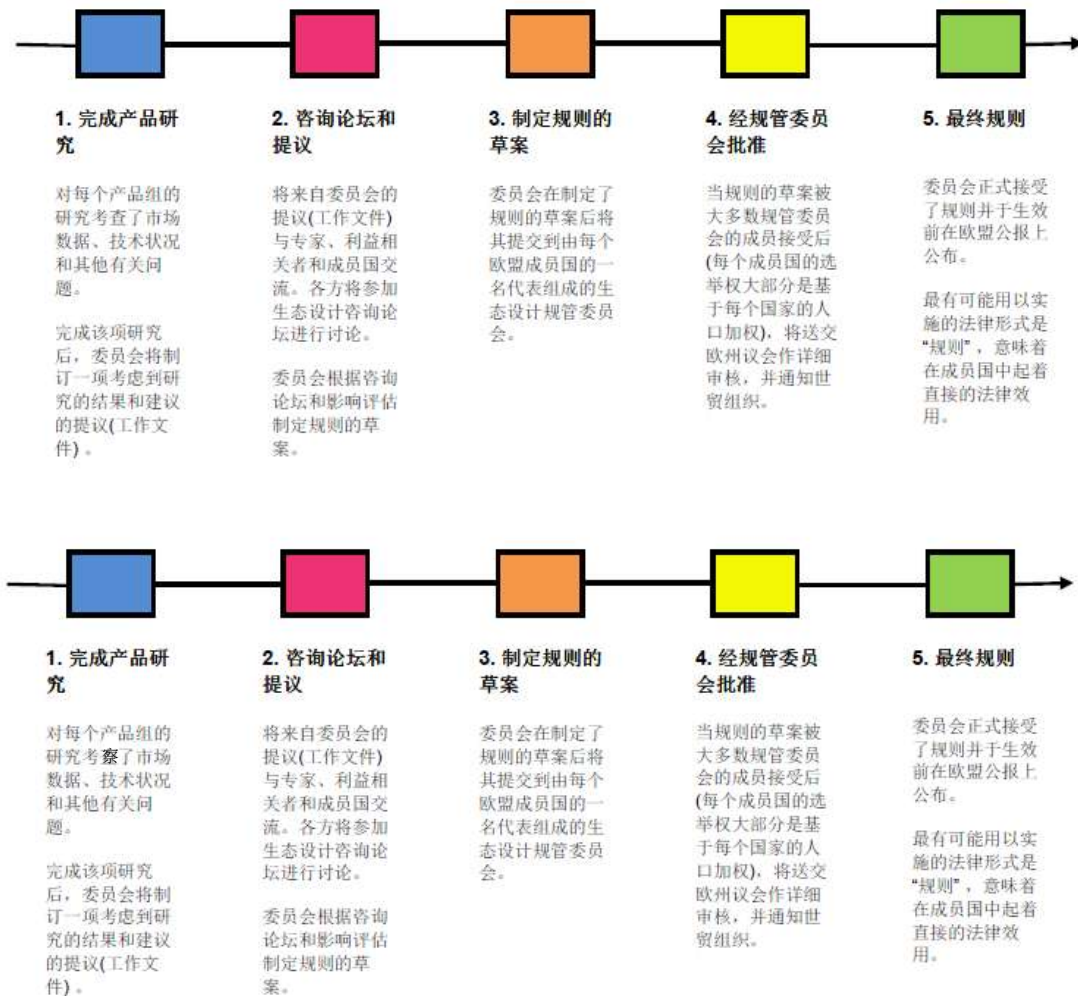 1. 完成产品研
究
对每个产品组的
研究考查了市场
数据、技术状况
和其他有关问
题。
完成该项研究
后，委员会将制
订一项考虑到研
究的结果和建议
的提议(工作文
件) 。
2. 咨询论坛和
提议
将来自委员会的
提议(工作文件)
与专家、利益相
关者和成员国交
流。各方将参加
生态设计咨询论
坛进行讨论。
委员会根据咨询
论坛和影响评估
制定规则的草
案。
3. 制定规则的
草案
委员会在制定了
规则的草案后将
其提交到由每个
欧盟成员国的一
名代表组成的生
态设计规管委员
会。
4. 经规管委员
会批准
当规则的草案被
大多数规管委员
会的成员接受后
(每个成员国的选
举权大部分是基
于每个国家的人
口加权)，将送交
欧州议会作详细
审核，并通知世
贸组织。
5. 最终规则
委员会正式接受
了规则并于生效
前在欧盟公报上
公布。
最有可能用以实
施的法律形式是
“规则” ，意味着
在成员国中起着
直接的法律效
用。
1. 完成产品研
究
对每个产品组的
研究考察了市场
数据、技术状况
和其他有关问
题。
完成该项研究
后，委员会将制
订一项考虑到研
究的结果和建议
的提议(工作文
件) 。
2. 咨询论坛和
提议
将来自委员会的
提议(工作文件)
与专家、利益相
关者和成员国交
流。各方将参加
生态设计咨询论
坛进行讨论。
委员会根据咨询
论坛和影响评估
制定规则的草
案。
3. 制定规则的
草案
委员会在制定了
规则的草案后将
其提交到由每个
欧盟成员国的一
名代表组成的生
态设计规管委员
会。
4. 经规管委员
会批准
当规则的草案被
大多数规管委员
会的成员接受后
(每个成员国的选
举权大部分是基
于每个国家的人
口加权)，将送交
欧州议会作详细
审核，并通知世
贸组织。
5. 最终规则
委员会正式接受
了规则并于生效
前在欧盟公报上
公布。
最有可能用以实
施的法律形式是
“规则” ，意味着
在成员国中起着
直接的法律效
用。